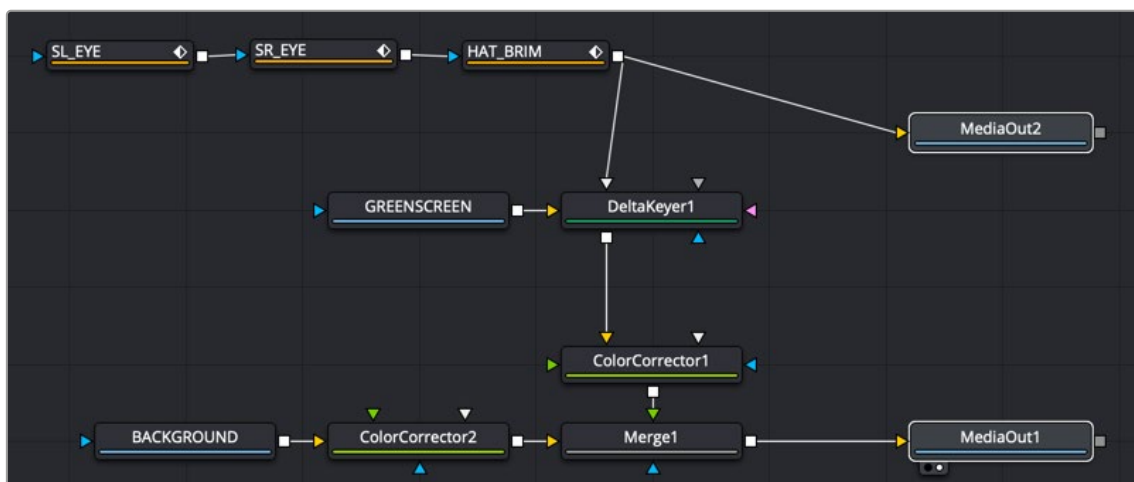 SL_EYE
SR_EYE
HAT_BRIM
MediaOut2
GREENSCREEN
DeltaKeyer1
ColorCorrector1
BACKGROUND
ColorCorrector2
Merge1
MediaOut1